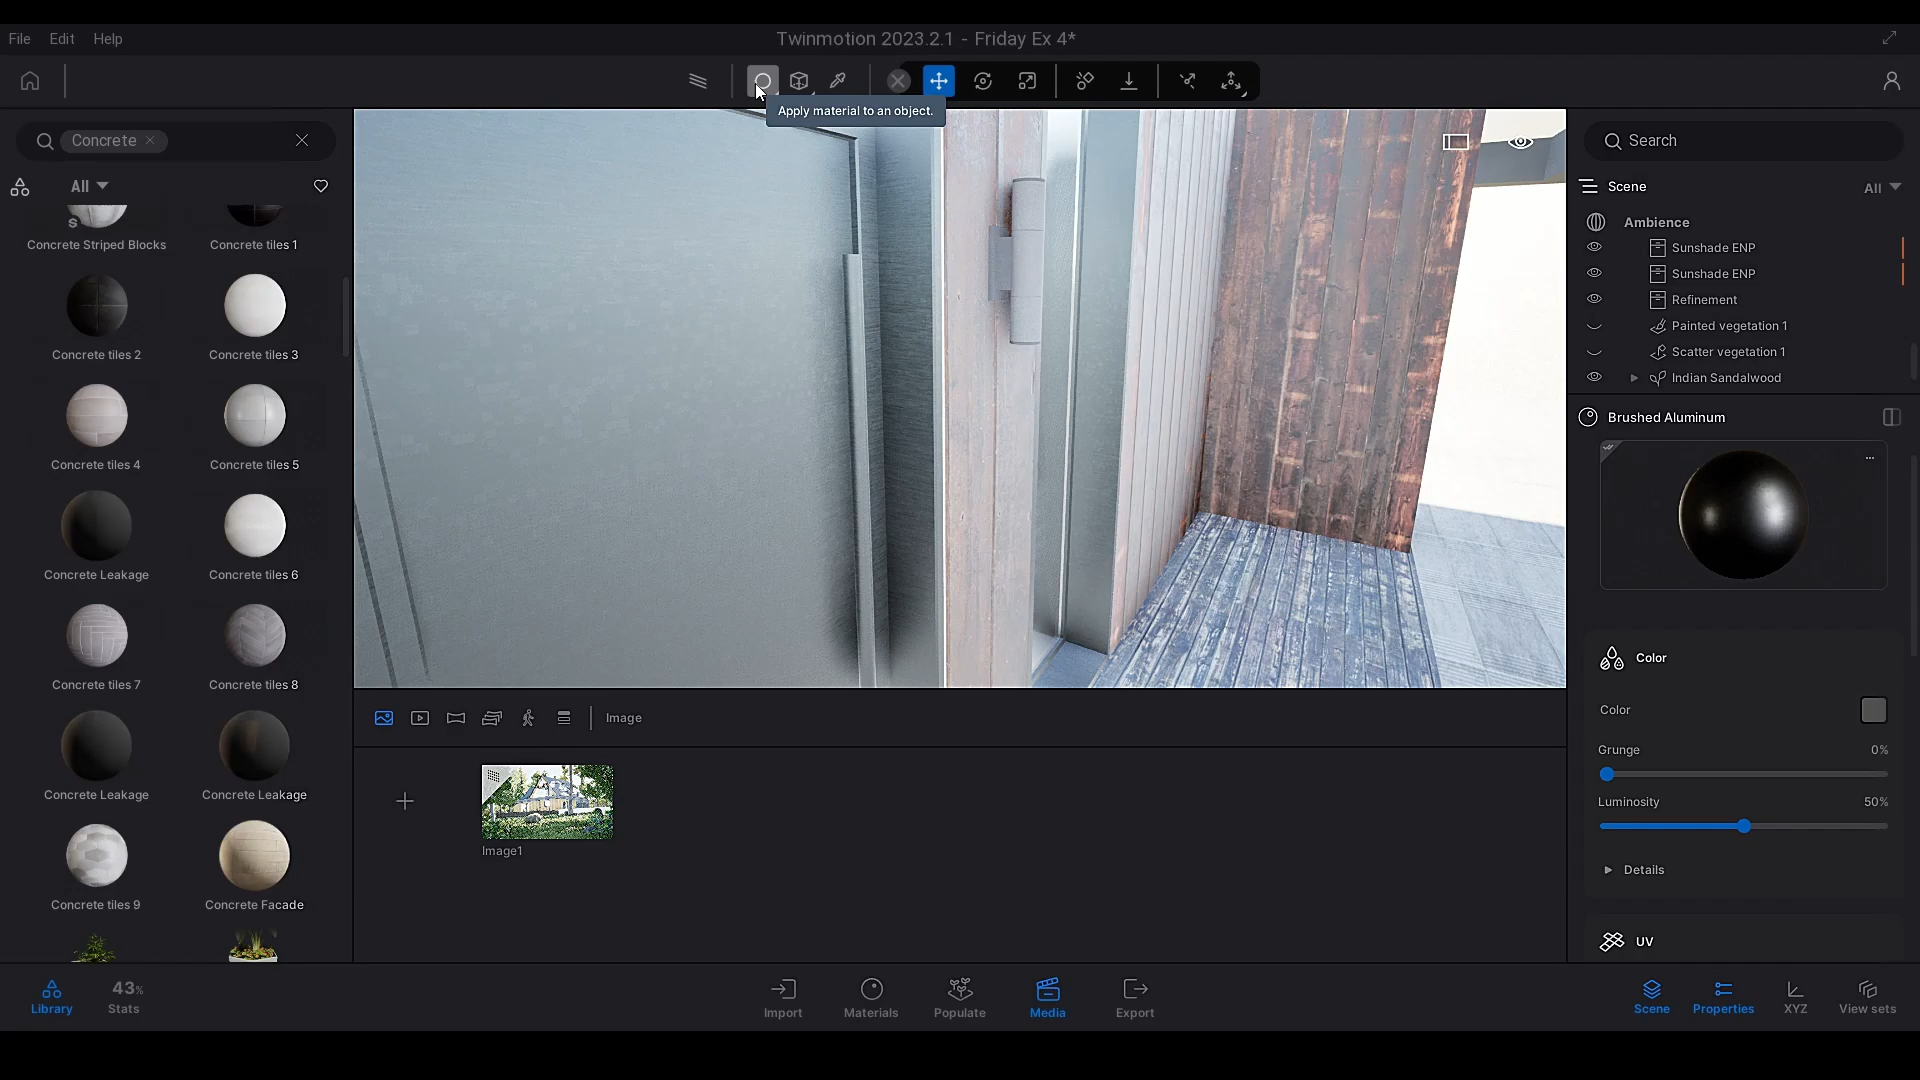 File Edit Help
Twinmotion 2023.2.1 - Friday Ex 4*
Apply material to an object.
Concrete
All
Concrete Striped Blocks
Concrete tiles 1
Concrete tiles 2
Concrete tiles 3
Concrete tiles 4
Concrete tiles 5
Concrete Leakage
Concrete tiles 6
Concrete tiles 7
Concrete tiles 8
Concrete Leakage
Concrete Leakage
Concrete tiles 9
Concrete Facade
Image
Image1
Search
Scene
All
Ambience
Sunshade ENP
Sunshade ENP
Refinement
Painted vegetation 1
Scatter vegetation 1
Indian Sandalwood
Brushed Aluminum
Color
Color
Grunge 0%
Luminosity 50%
Details
UV
Library
43%
Stats
Import
Materials
Populate
Media
Export
Scene
Properties
XYZ
View sets